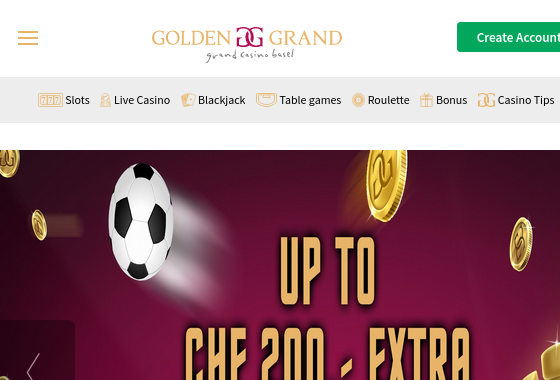 GOLDEN GG GRAND
grand casino basel
Create Account
Slots
Live Casino
Blackjack
Table games
Roulette
Bonus
Casino Tips
UP TO
CHF 200 - EXTRA